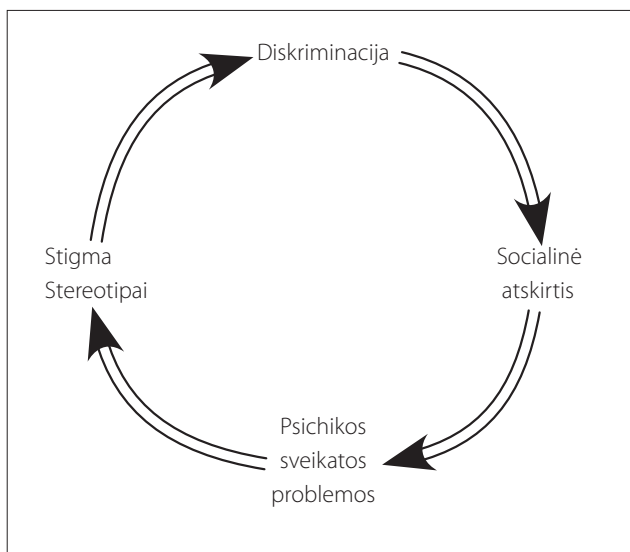 Diskriminacija
Stigma
Stereotipai
Socialinė
atskirtis
Psichikos
sveikatos
problemos